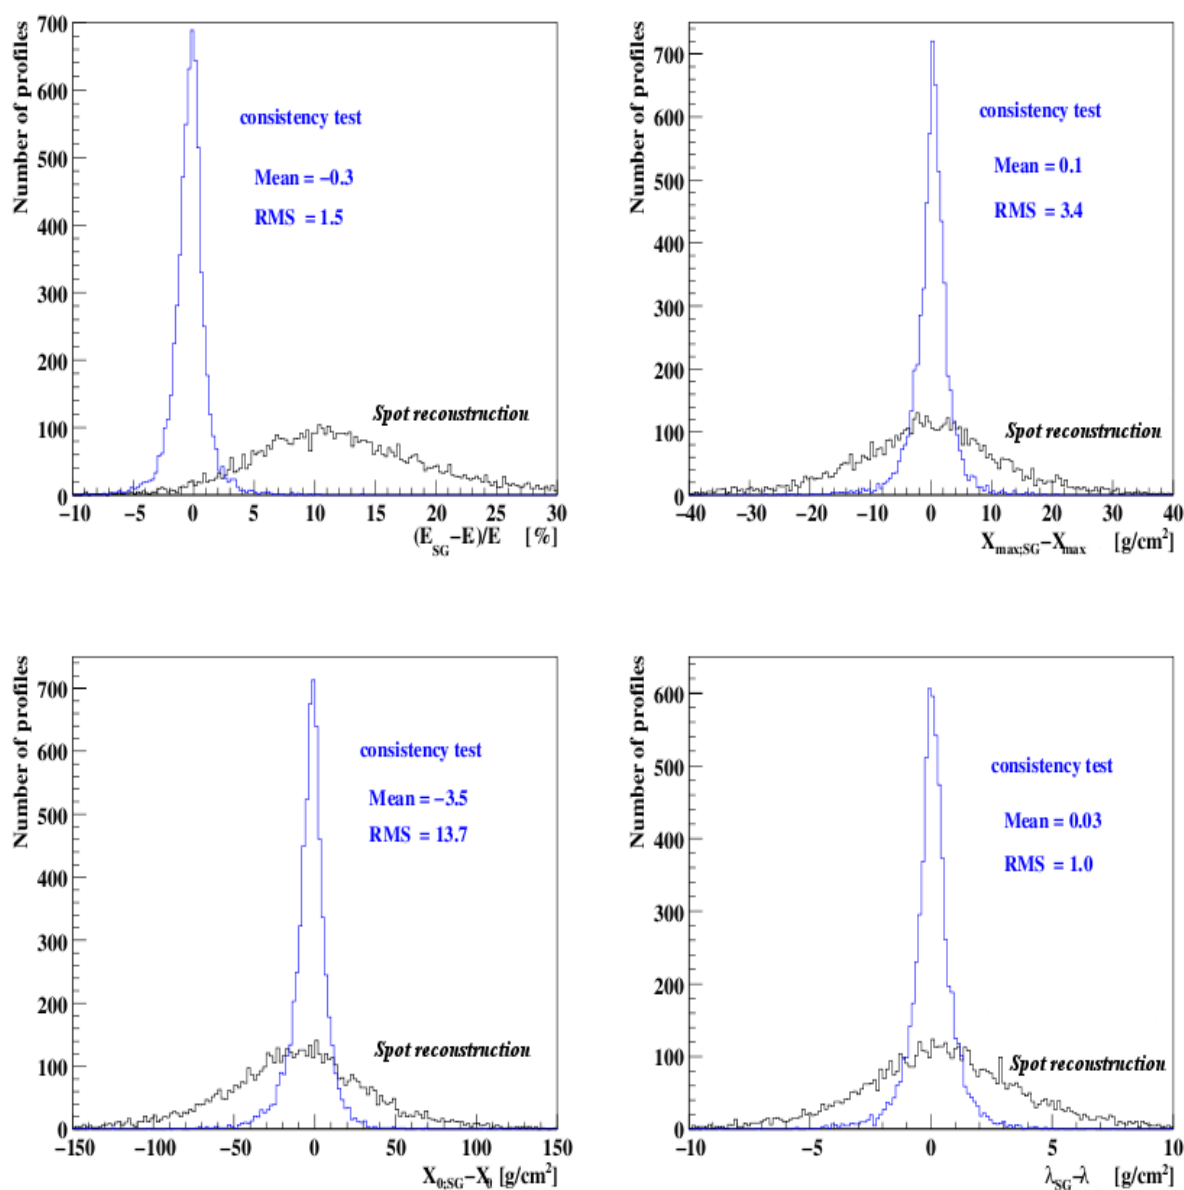 Number of profiles
700
600
500
400
300
200
100
0
consistency test
Mean = −0.3
RMS = 1.5
Spot reconstruction
−10 −5 0 5 10 15 20 25 30
(E_SG−E)/E [%]
Number of profiles
700
600
500
400
300
200
100
0
consistency test
Mean = 0.1
RMS = 3.4
Spot reconstruction
−40 −30 −20 −10 0 10 20 30 40
X_max;SG−X_max [g/cm²]
Number of profiles
700
600
500
400
300
200
100
0
consistency test
Mean = −3.5
RMS = 13.7
Spot reconstruction
−150 −100 −50 0 50 100 150
X_0;SG−X_0 [g/cm²]
Number of profiles
600
500
400
300
200
100
0
consistency test
Mean = 0.03
RMS = 1.0
Spot reconstruction
−10 −5 0 5 10
λ_SG−λ [g/cm²]